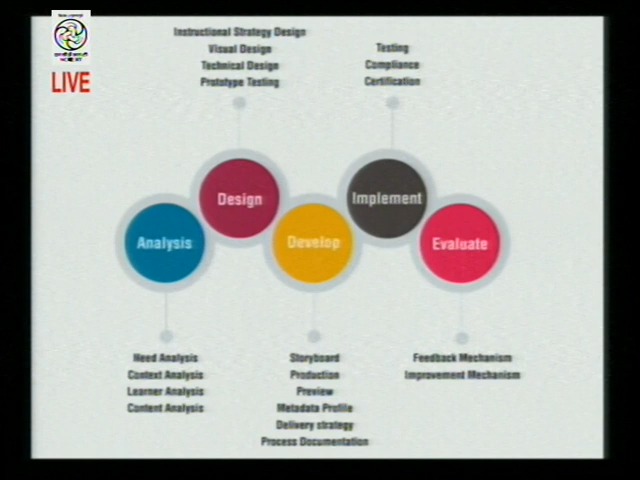 NCERT
LIVE
Instructional Strategy Design
Visual Design
Technical Design
Prototype Testing
Testing
Compliance
Certification
Analysis
Design
Develop
Implement
Evaluate
Need Analysis
Context Analysis
Learner Analysis
Content Analysis
Storyboard
Production
Preview
Metadata Profile
Delivery strategy
Process Documentation
Feedback Mechanism
Improvement Mechanism